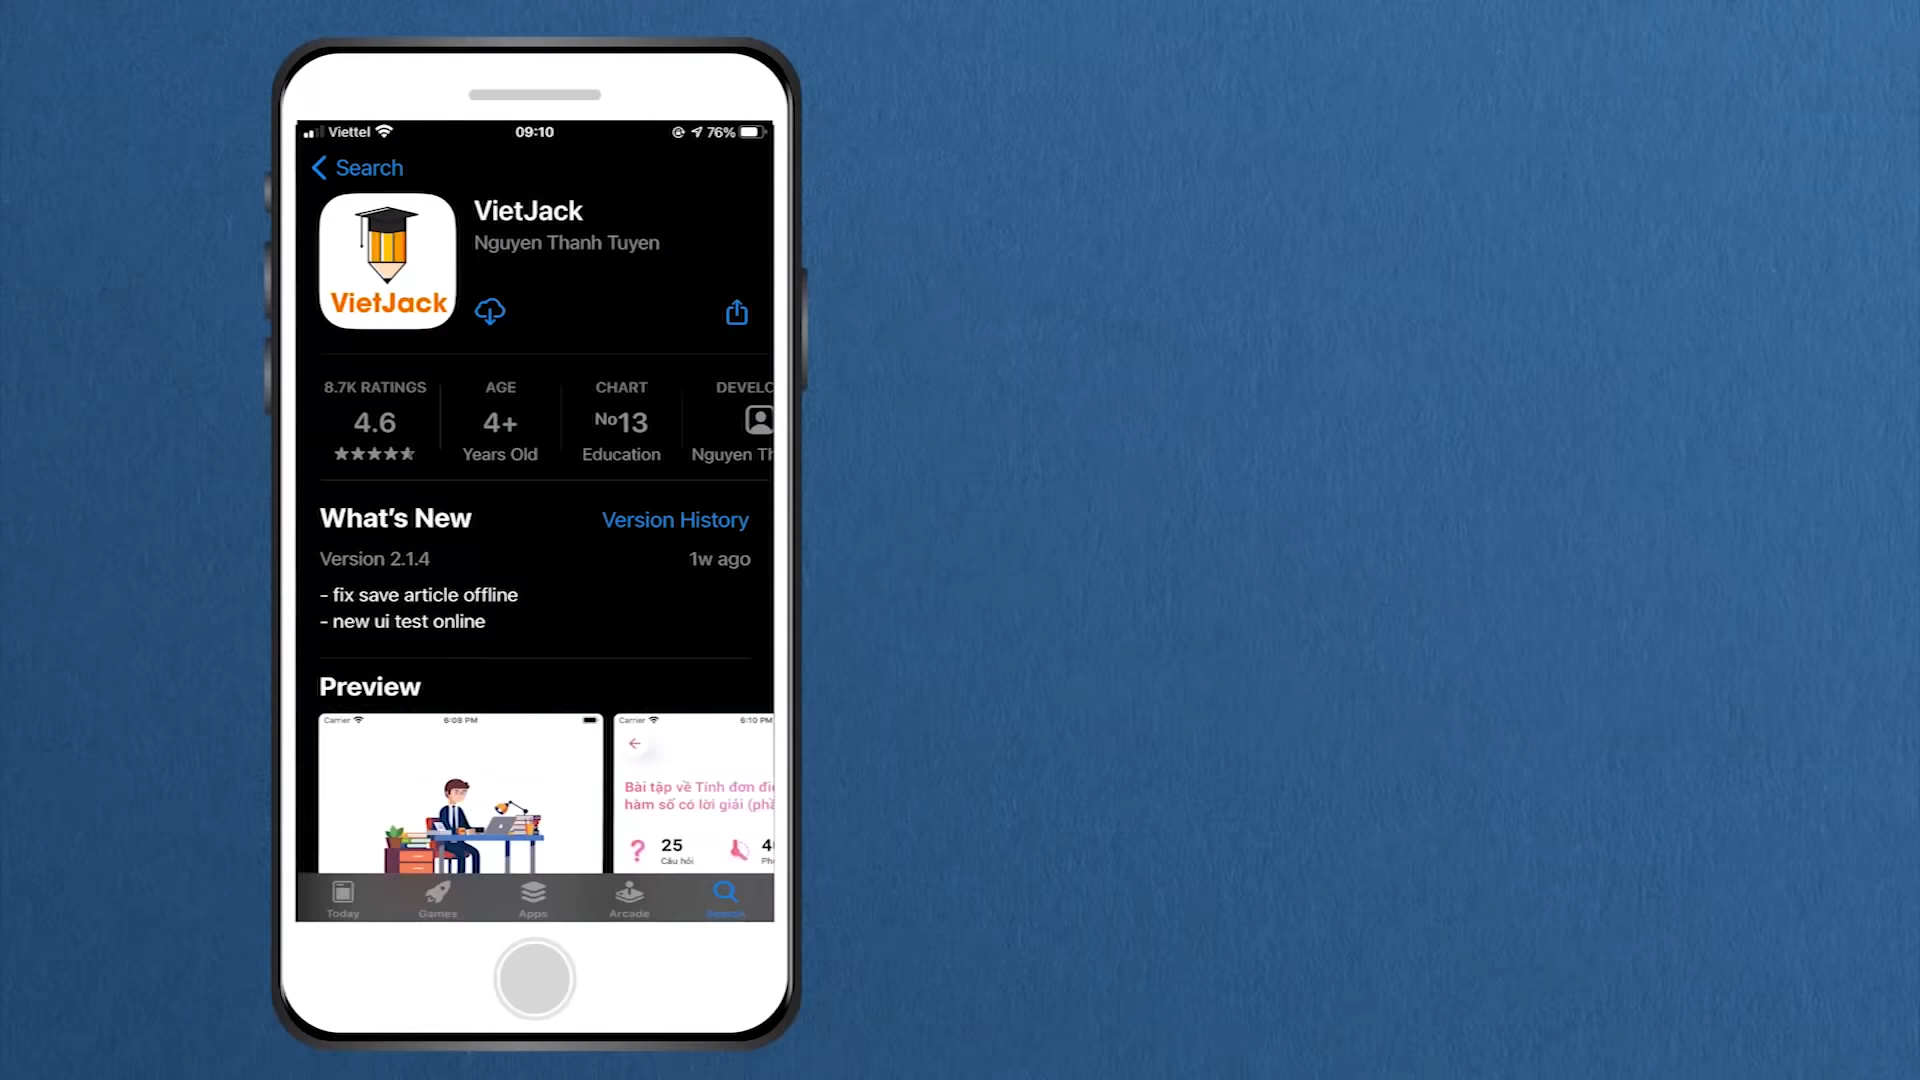 Viettel 09:10 76%
Search
VietJack
Nguyen Thanh Tuyen
VietJack
8.7K RATINGS AGE CHART DEVELC
4.6 4+ No13
Years Old Education Nguyen Th
What's New Version History
Version 2.1.4 1w ago
- fix save article offline
- new ui test online
Preview
Carrier 6:08 PM Carrier 6:10 PM
Bài tập về Tính đơn đi
hàm số có lời giải (ph
25
Câu hỏi
Today Games Apps Arcade Search